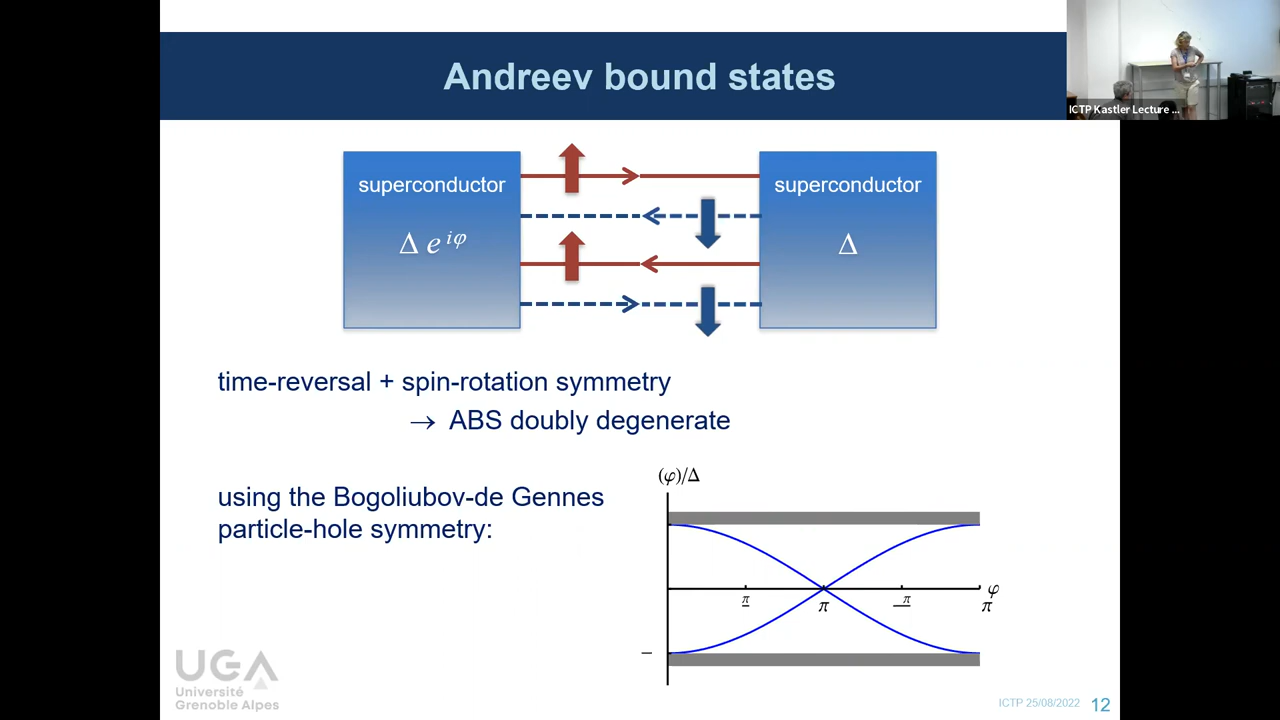 Andreev bound states
ICTP Kastler Lecture ...
superconductor
Δ e^{iφ}
superconductor
Δ
time-reversal + spin-rotation symmetry
→ ABS doubly degenerate
using the Bogoliubov-de Gennes
particle-hole symmetry:
(φ)/Δ
π
π
π
φ
π
–
UGA
Université
Grenoble Alpes
ICTP 25/08/2022
12